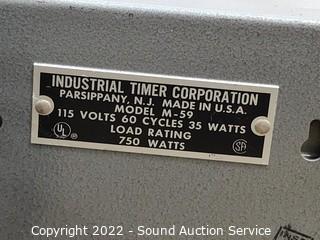 INDUSTRIAL TIMER CORPORATION
PARSIPPANY, N.J. MADE IN U.S.A.
MODEL M-59
115 VOLTS 60 CYCLES 35 WATTS
LOAD RATING
750 WATTS
UL
Copyright 2022 - Sound Auction Service